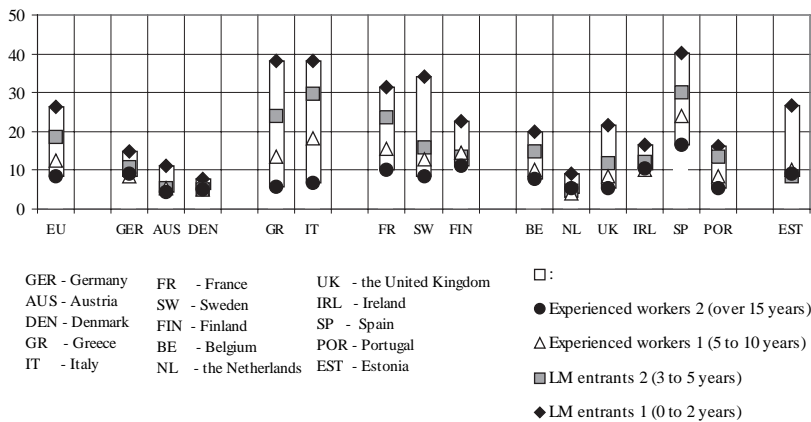 50
40
30
20
10
0
EU GER AUS DEN GR IT FR SW FIN BE NL UK IRL SP POR EST
GER - Germany
AUS - Austria
DEN - Denmark
GR - Greece
IT - Italy
FR - France
SW - Sweden
FIN - Finland
BE - Belgium
NL - the Netherlands
UK - the United Kingdom
IRL - Ireland
SP - Spain
POR - Portugal
EST - Estonia
:
Experienced workers 2 (over 15 years)
Experienced workers 1 (5 to 10 years)
LM entrants 2 (3 to 5 years)
LM entrants 1 (0 to 2 years)